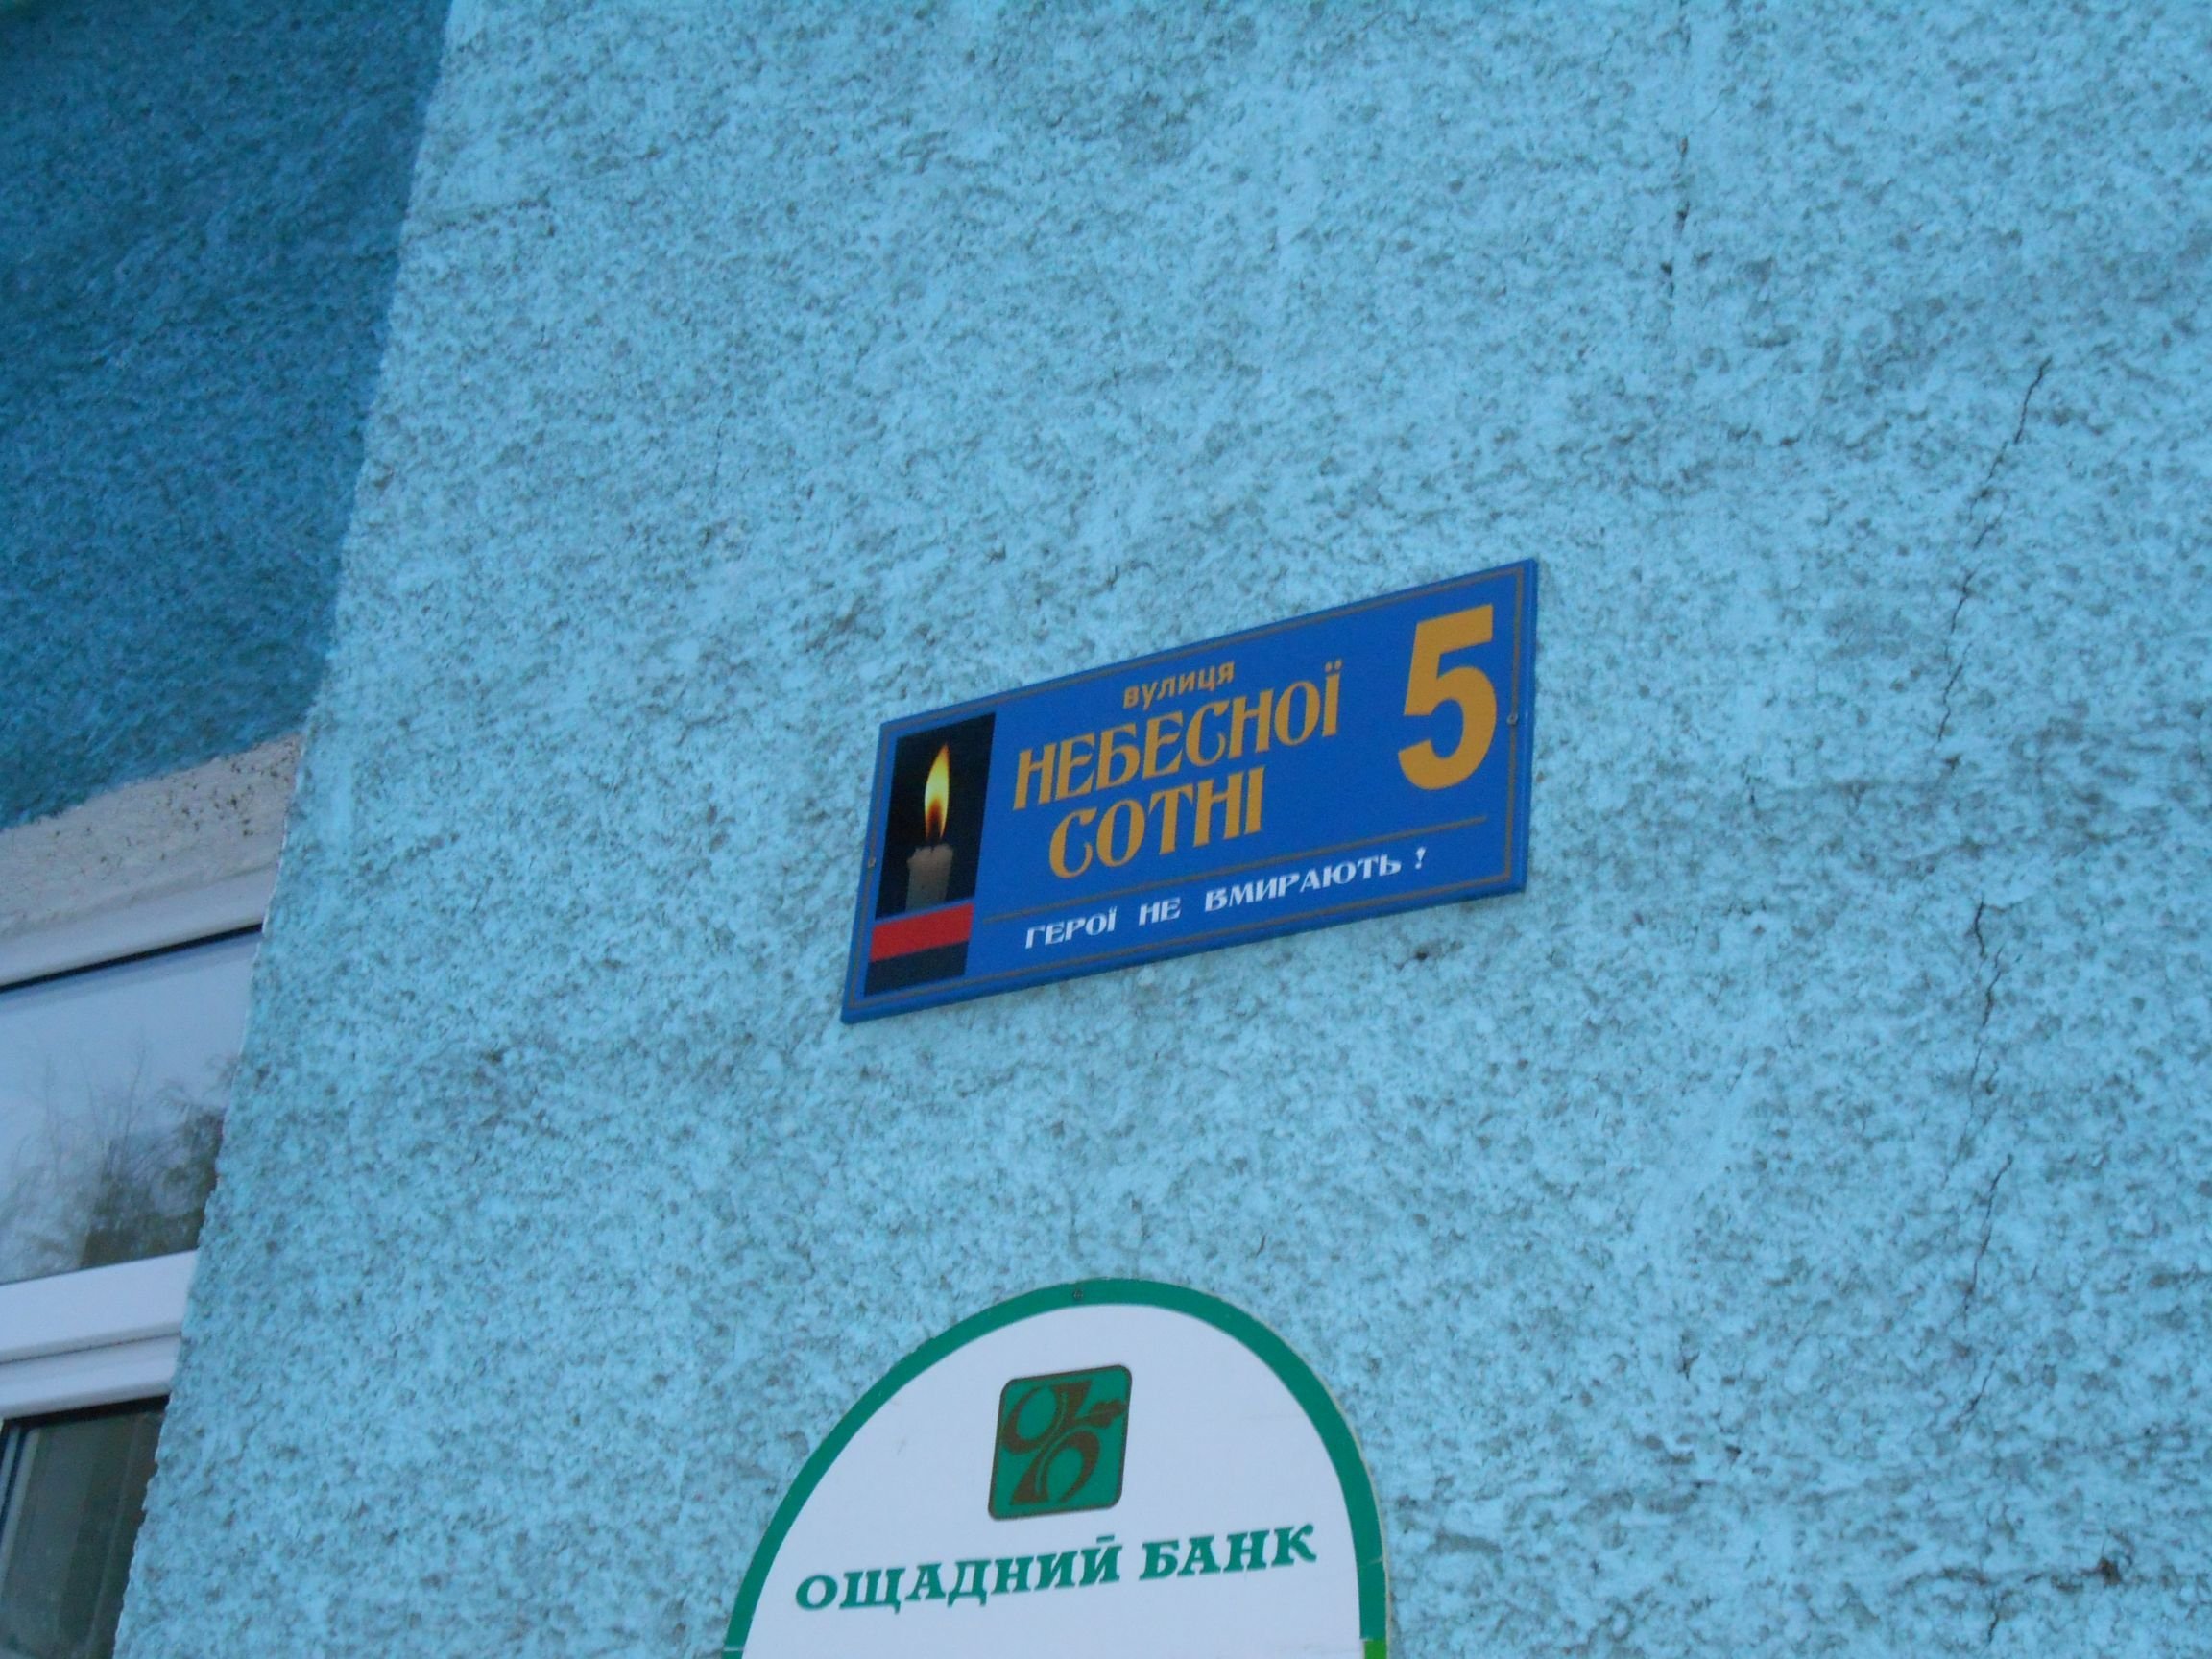 вулиця
НЕБЕСНОЇ
СОТНІ
5
ГЕРОЇ НЕ ВМИРАЮТЬ !
ОЩАДНИЙ БАНК